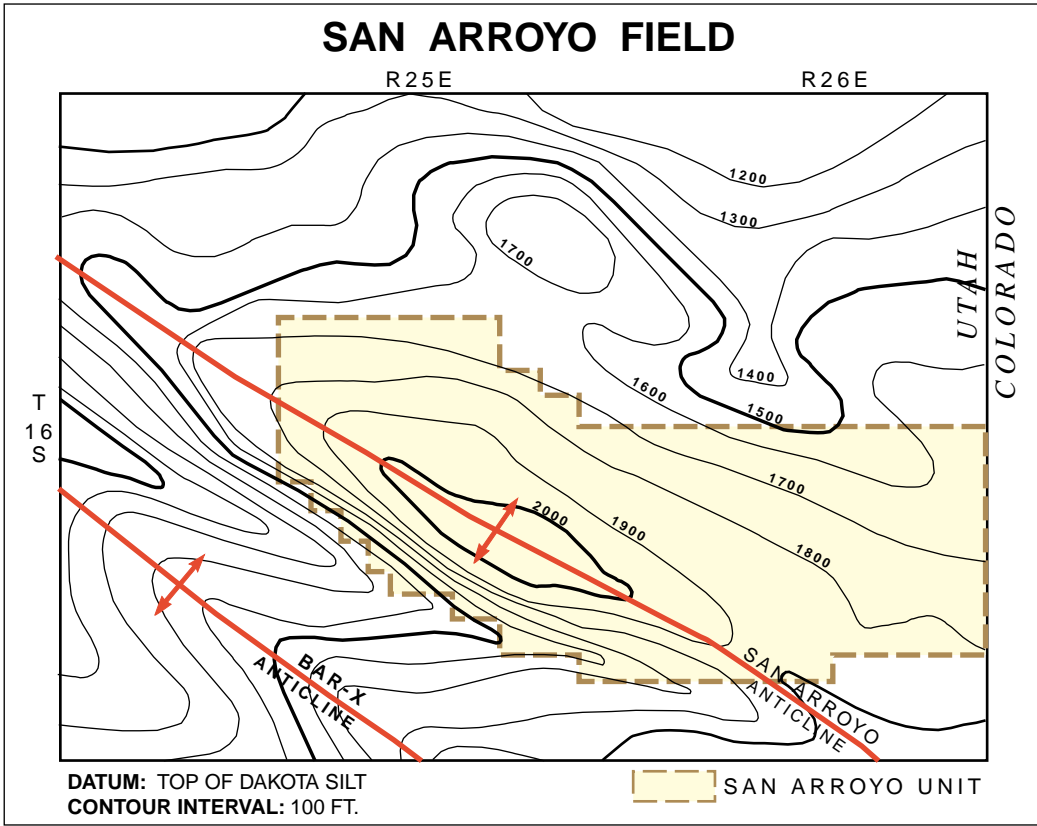 SAN ARROYO FIELD
R25E
R26E
1200
1300
1700
UTAH
COLORADO
1400
1600
1500
T
16
S
1700
2000
1900
1800
BAR-X
ANTICLINE
SAN ARROYO
ANTICLINE
DATUM: TOP OF DAKOTA SILT
CONTOUR INTERVAL: 100 FT.
SAN ARROYO UNIT